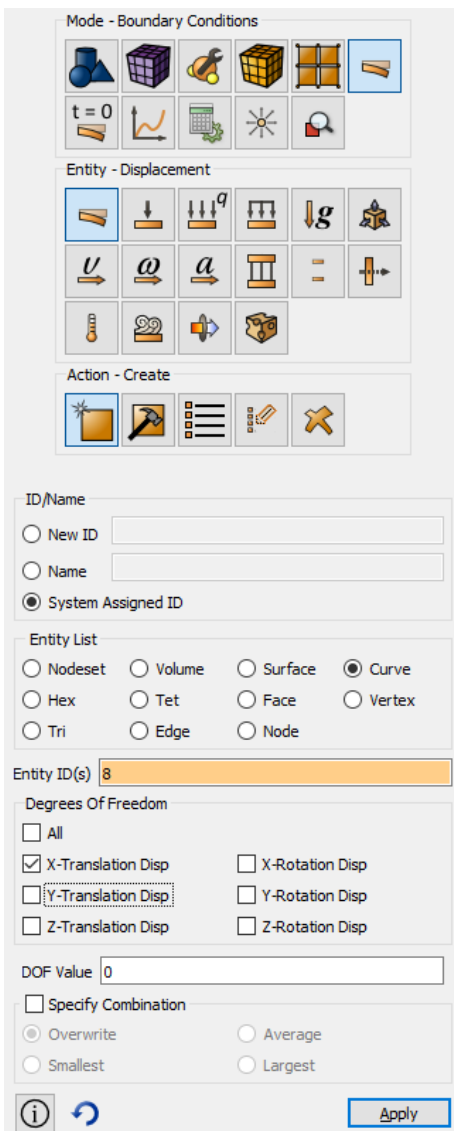 Mode - Boundary Conditions
t = 0
Entity - Displacement
q
g
v ω a
Action - Create
ID/Name
New ID
Name
System Assigned ID
Entity List
Nodeset Volume Surface Curve
Hex Tet Face Vertex
Tri Edge Node
Entity ID(s) 8
Degrees Of Freedom
All
X-Translation Disp X-Rotation Disp
Y-Translation Disp Y-Rotation Disp
Z-Translation Disp Z-Rotation Disp
DOF Value 0
Specify Combination
Overwrite Average
Smallest Largest
i Apply